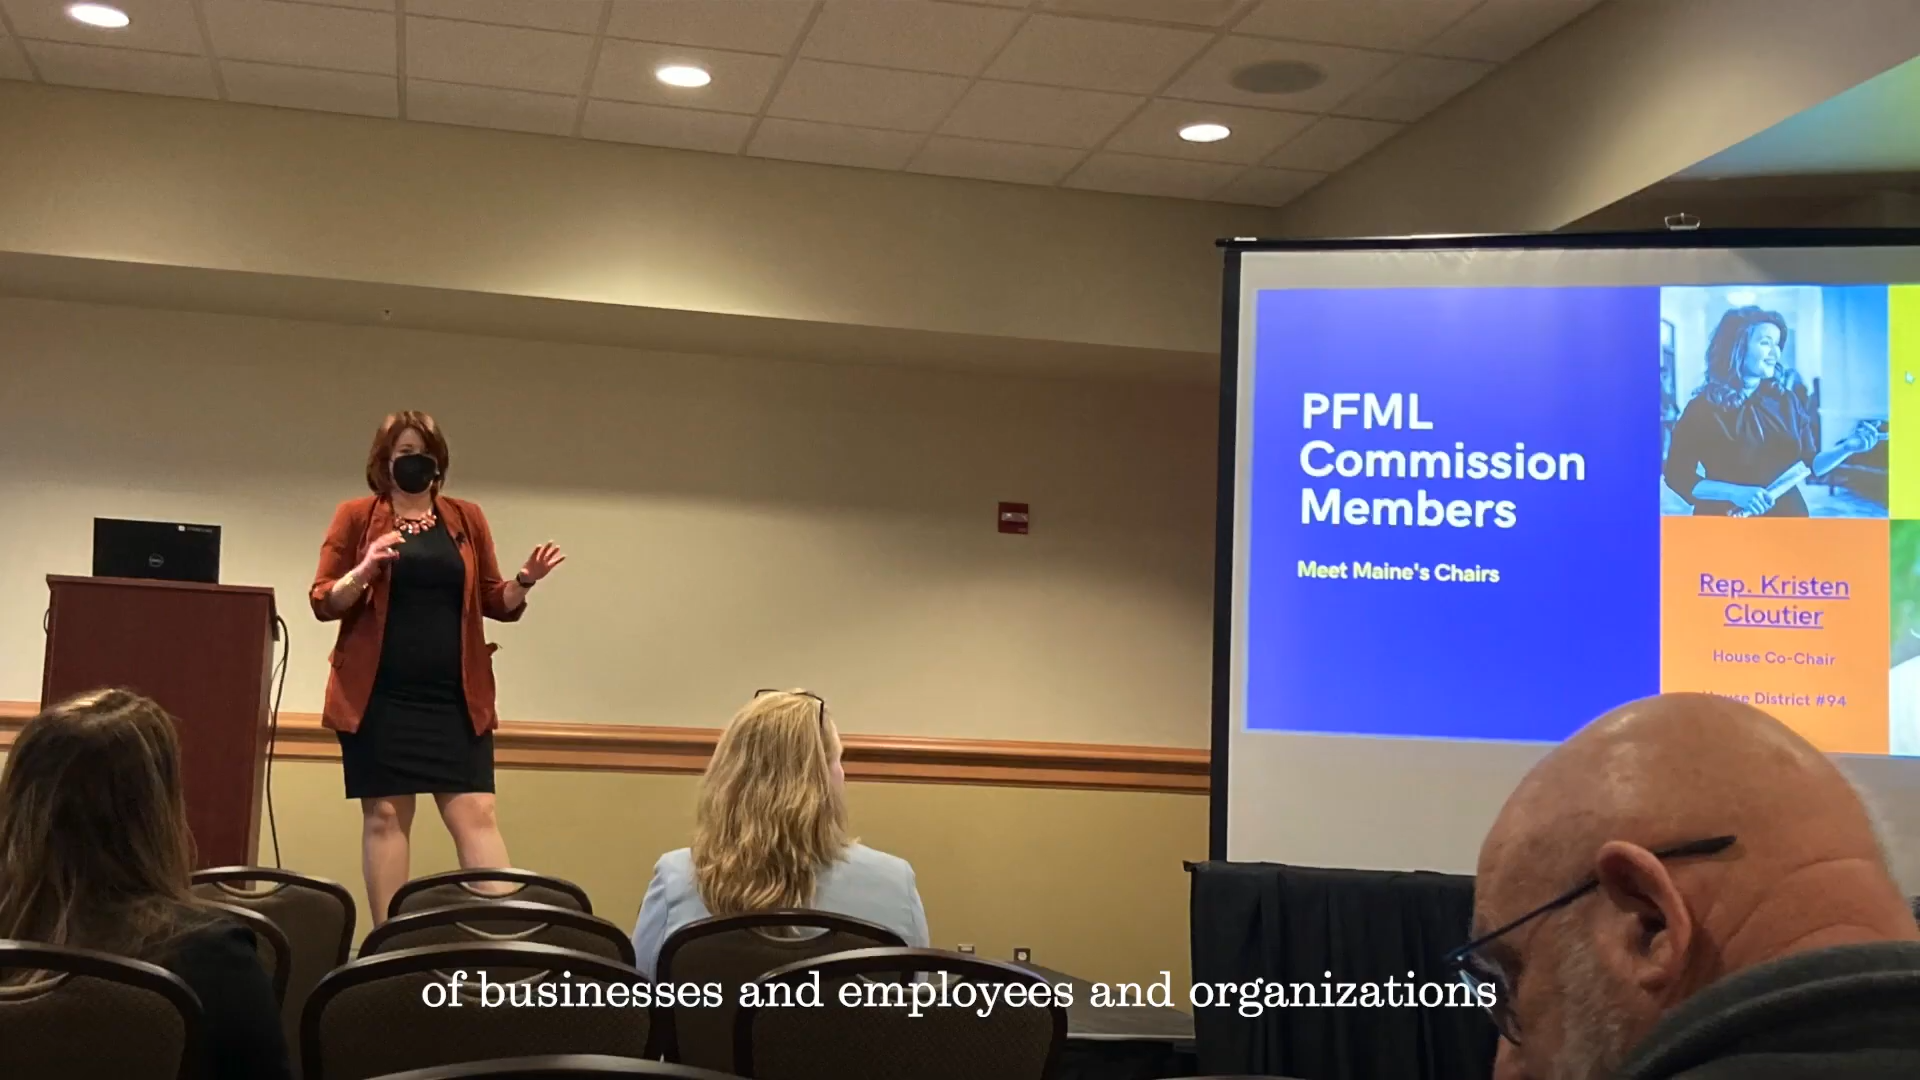 PFML
Commission
Members
Meet Maine's Chairs
Rep. Kristen
Cloutier
House Co-Chair
District #94
of businesses and employees and organizations